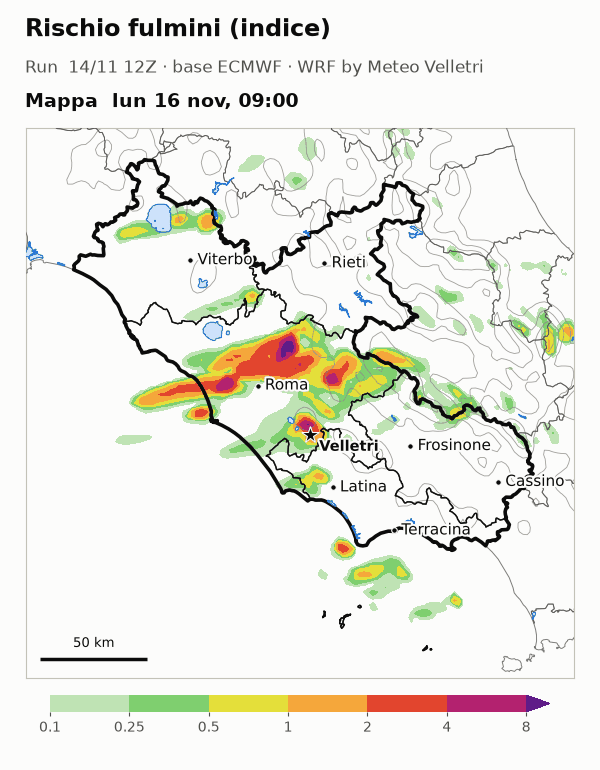 Rischio fulmini (indice)
Run  14/11 12Z · base ECMWF · WRF by Meteo Velletri
Mappa  lun 16 nov, 09:00
Viterbo
Rieti
Roma
Velletri
Frosinone
Cassino
Latina
Terracina
50 km
0.1 0.25 0.5 1 2 4 8